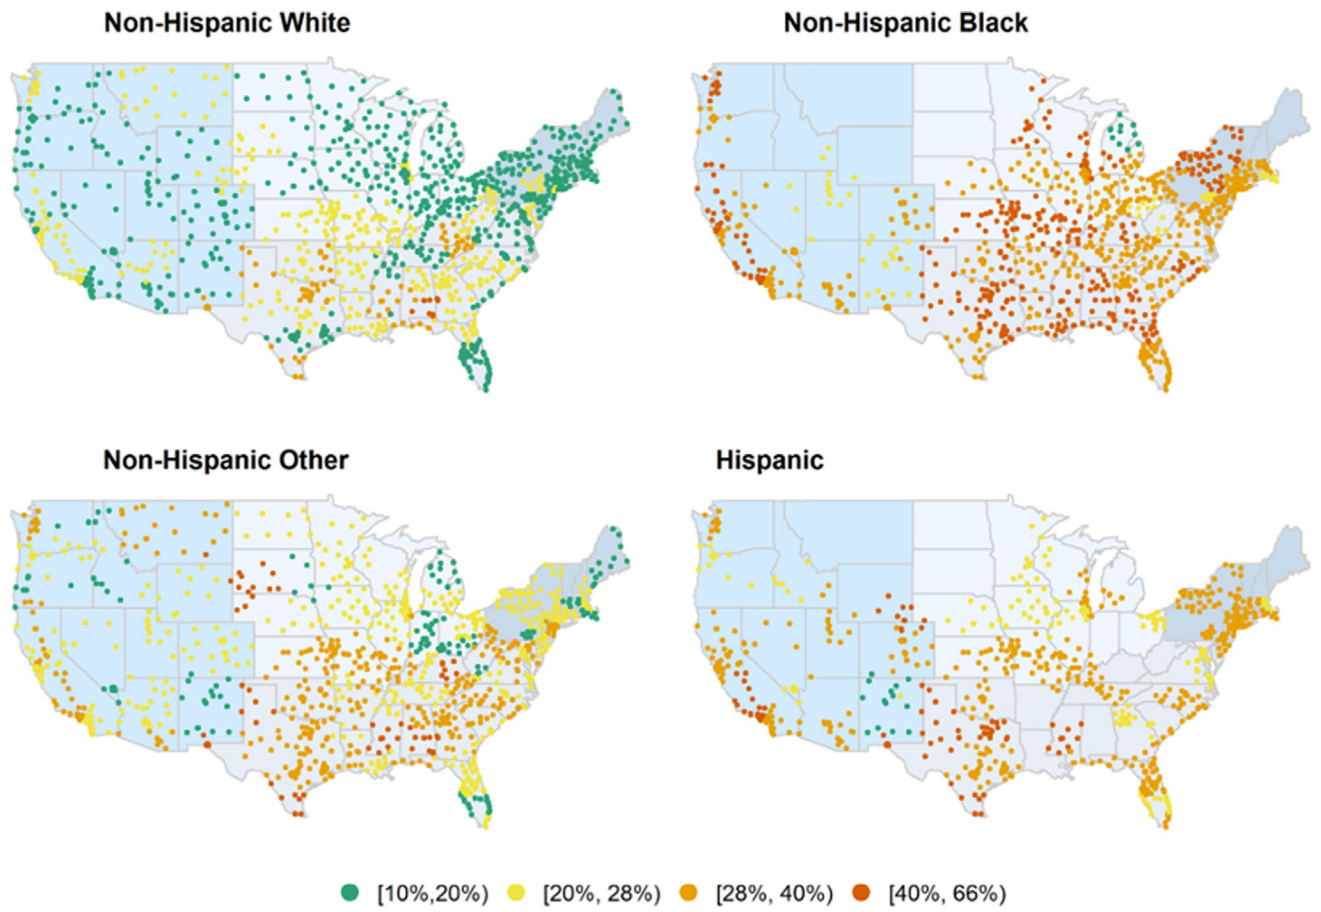 Non-Hispanic White
Non-Hispanic Black
Non-Hispanic Other
Hispanic
[10%,20%) [20%, 28%) [28%, 40%) [40%, 66%)